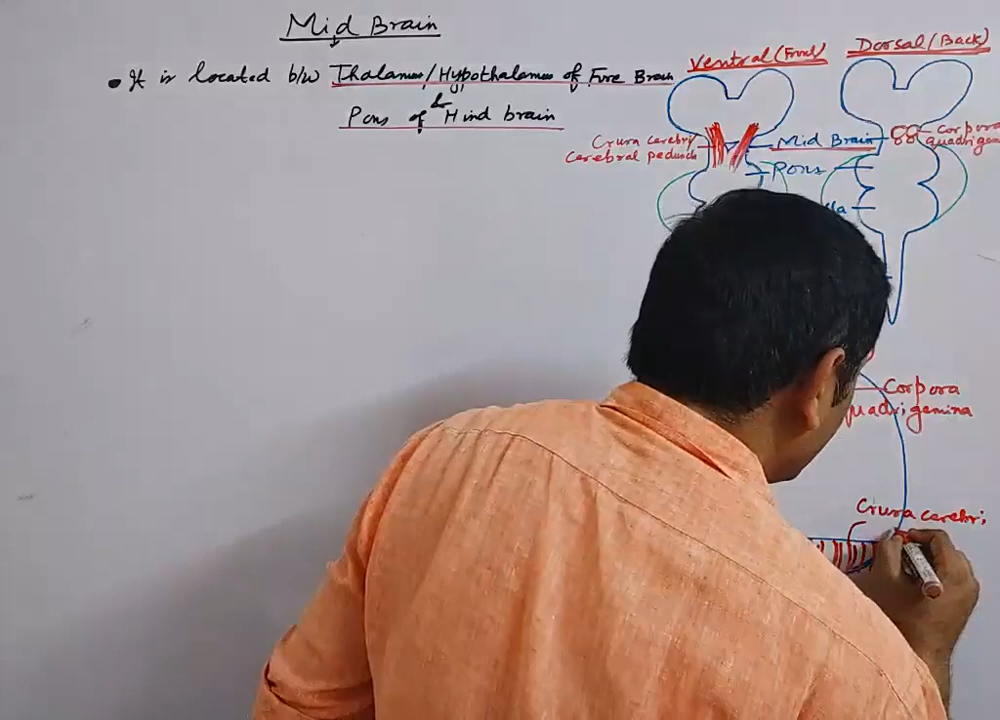 Mid Brain
• It is located b/w Thalamus/Hypothalamus of Fore Brain
&
Pons of Hind brain
Ventral (Front)
Dorsal (Back)
Crura cerebri
Cerebral peduncle
Mid Brain
Corpora
quadrigemina
Pons
la
Corpora
quadrigemina
Crura cerebri